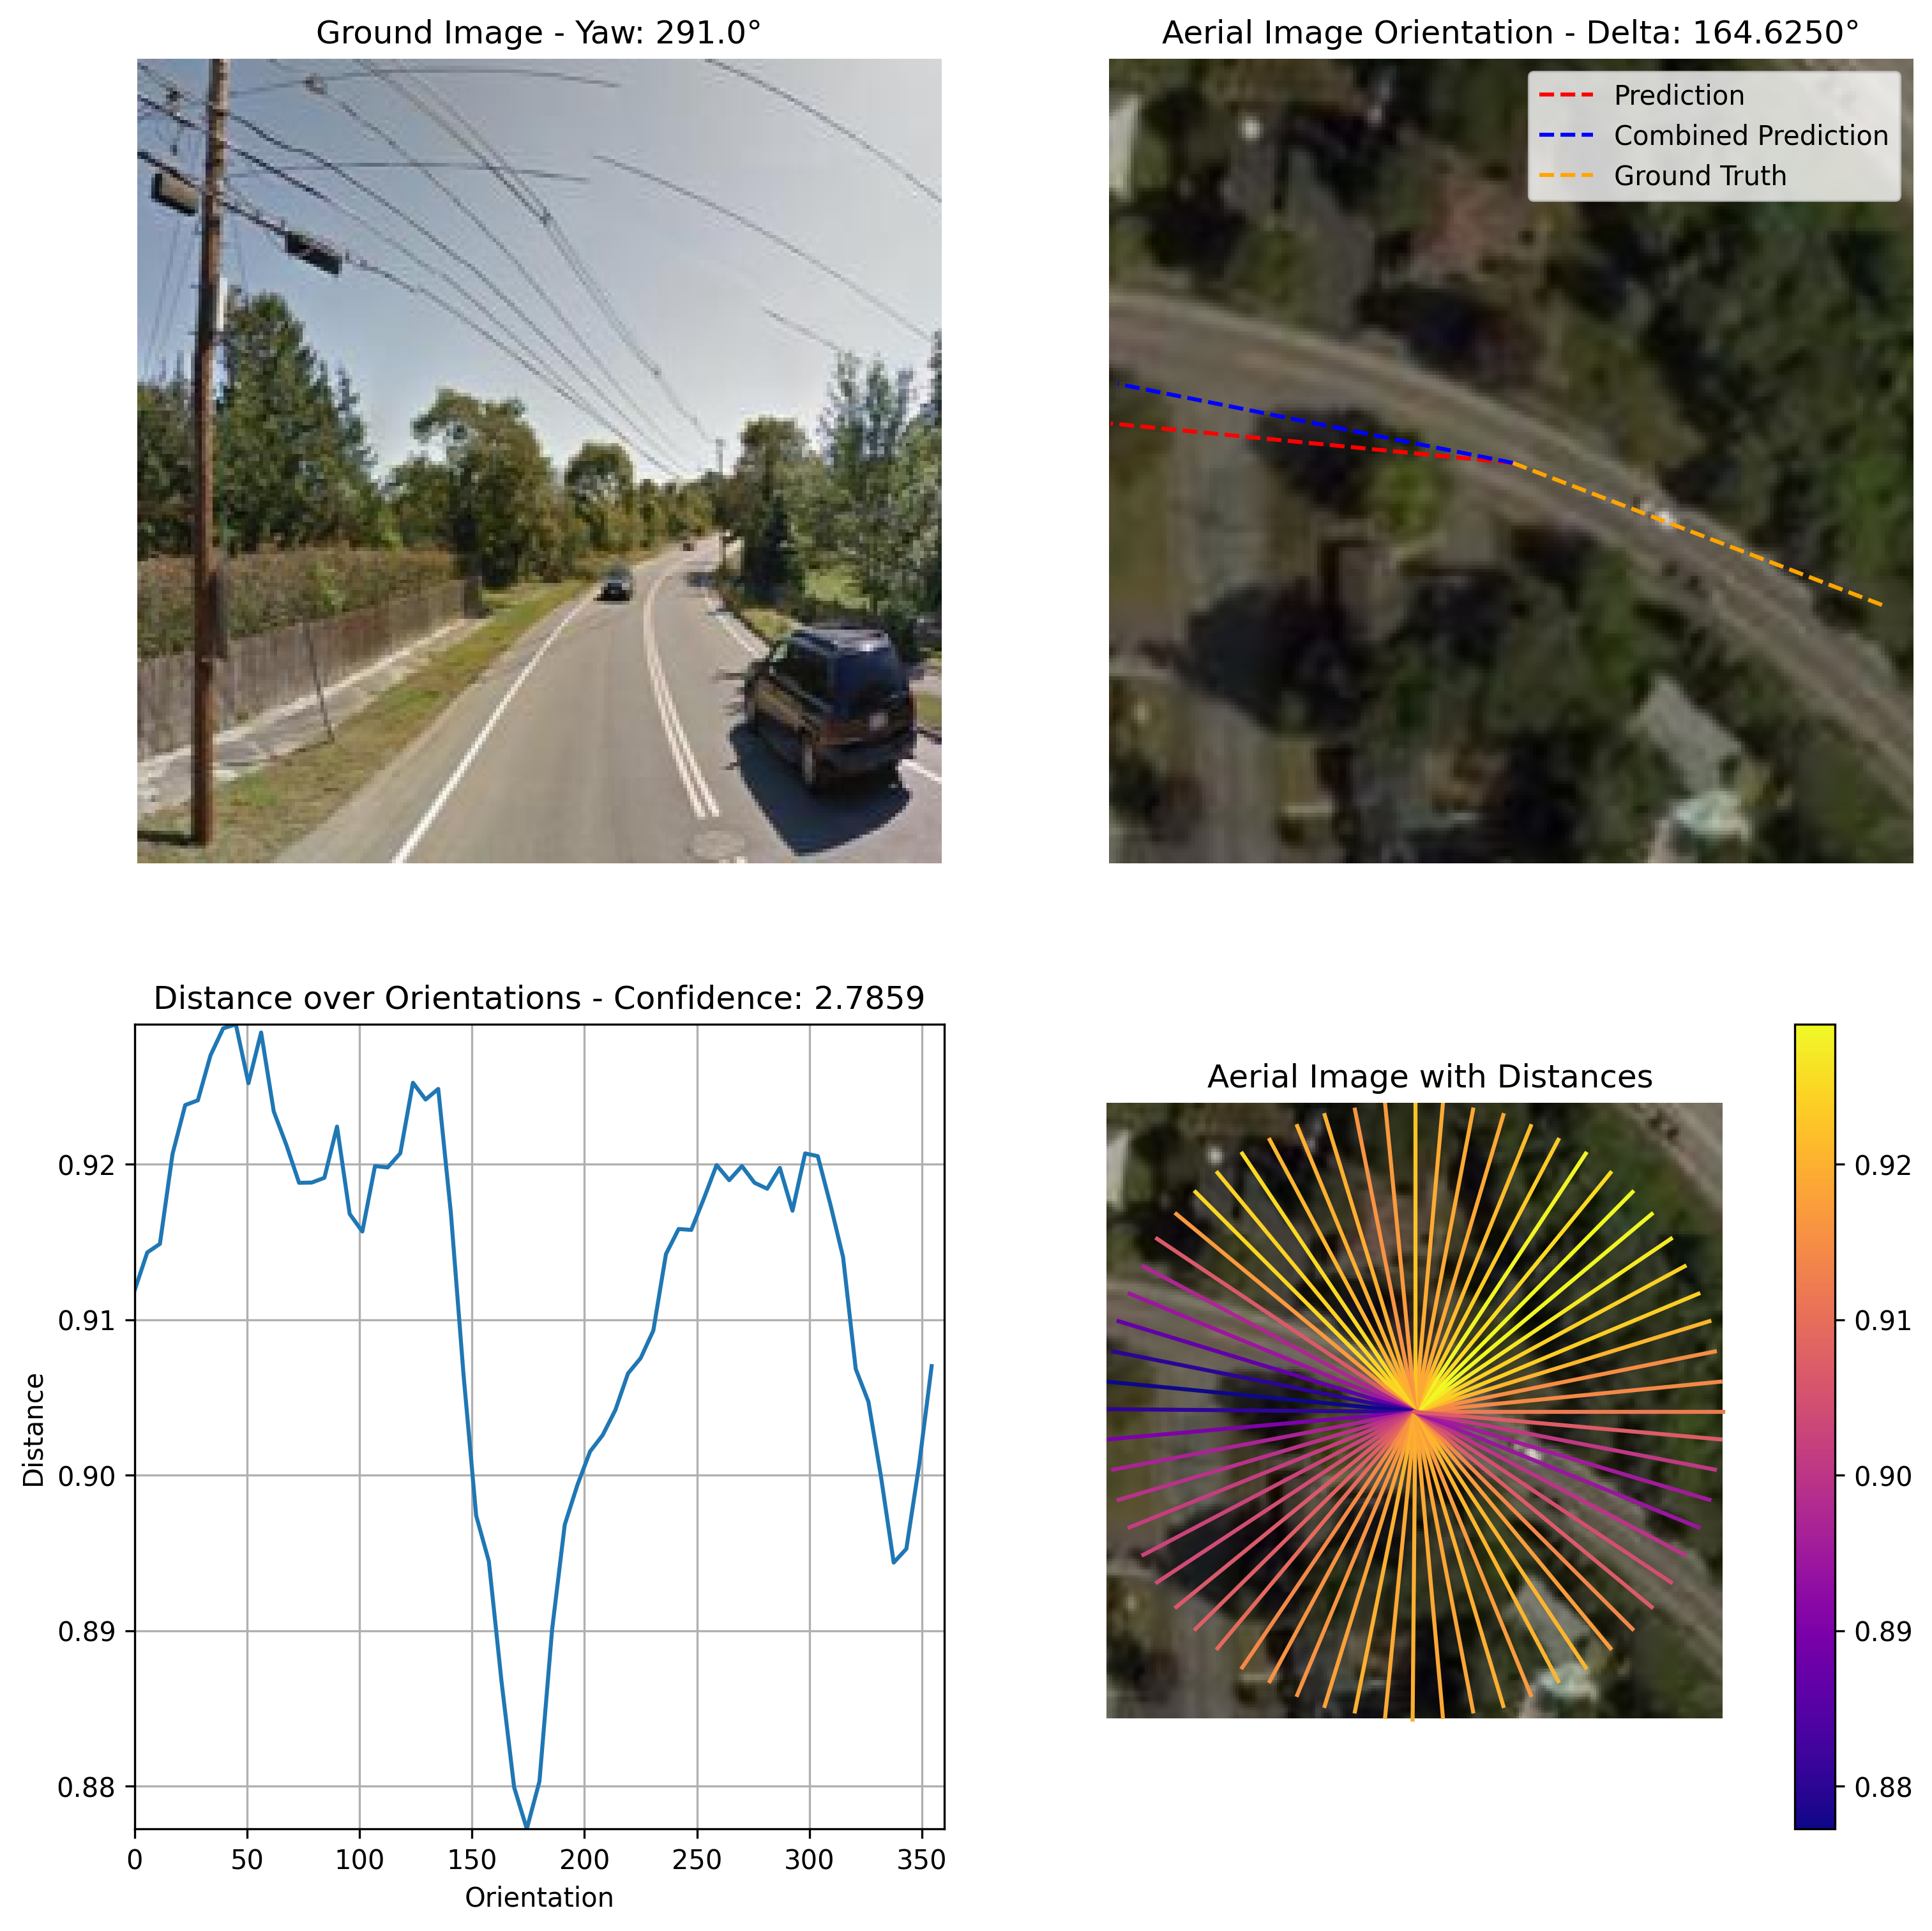 Ground Image - Yaw: 291.0°
Aerial Image Orientation - Delta: 164.6250°
Prediction
Combined Prediction
Ground Truth
Distance over Orientations - Confidence: 2.7859
0.92
0.91
0.90
0.89
0.88
Distance
0 50 100 150 200 250 300 350
Orientation
Aerial Image with Distances
0.92
0.91
0.90
0.89
0.88